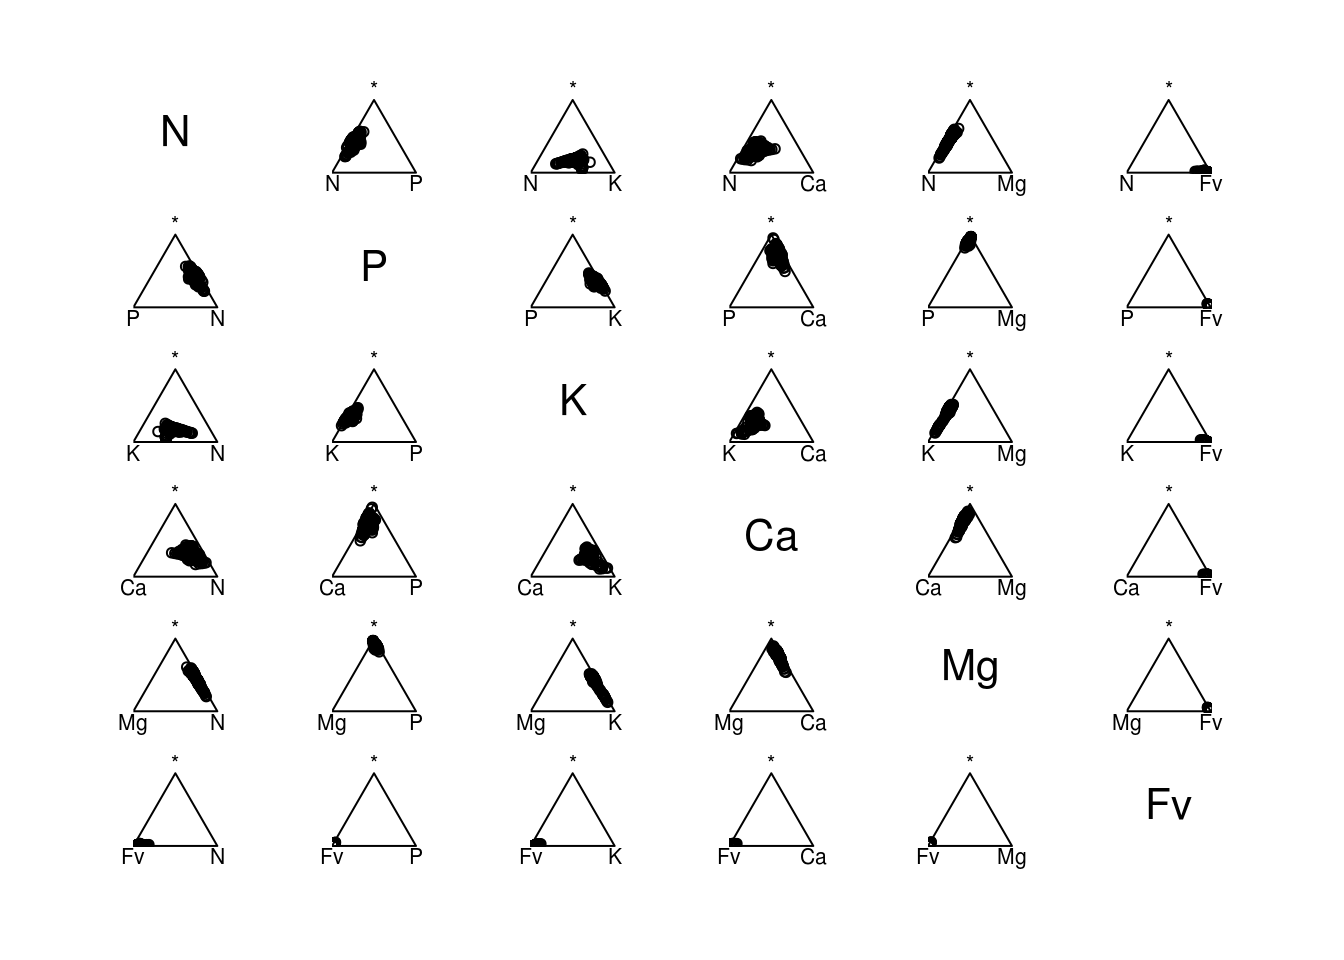 * * * * *
N
N P N K N Ca N Mg N Fv
* * * * *
P
P N P K P Ca P Mg P Fv
* * * * *
K
K N K P K Ca K Mg K Fv
* * * * *
Ca
Ca N Ca P Ca K Ca Mg Ca Fv
* * * * *
Mg
Mg N Mg P Mg K Mg Ca Mg Fv
* * * * *
Fv
Fv N Fv P Fv K Fv Ca Fv Mg